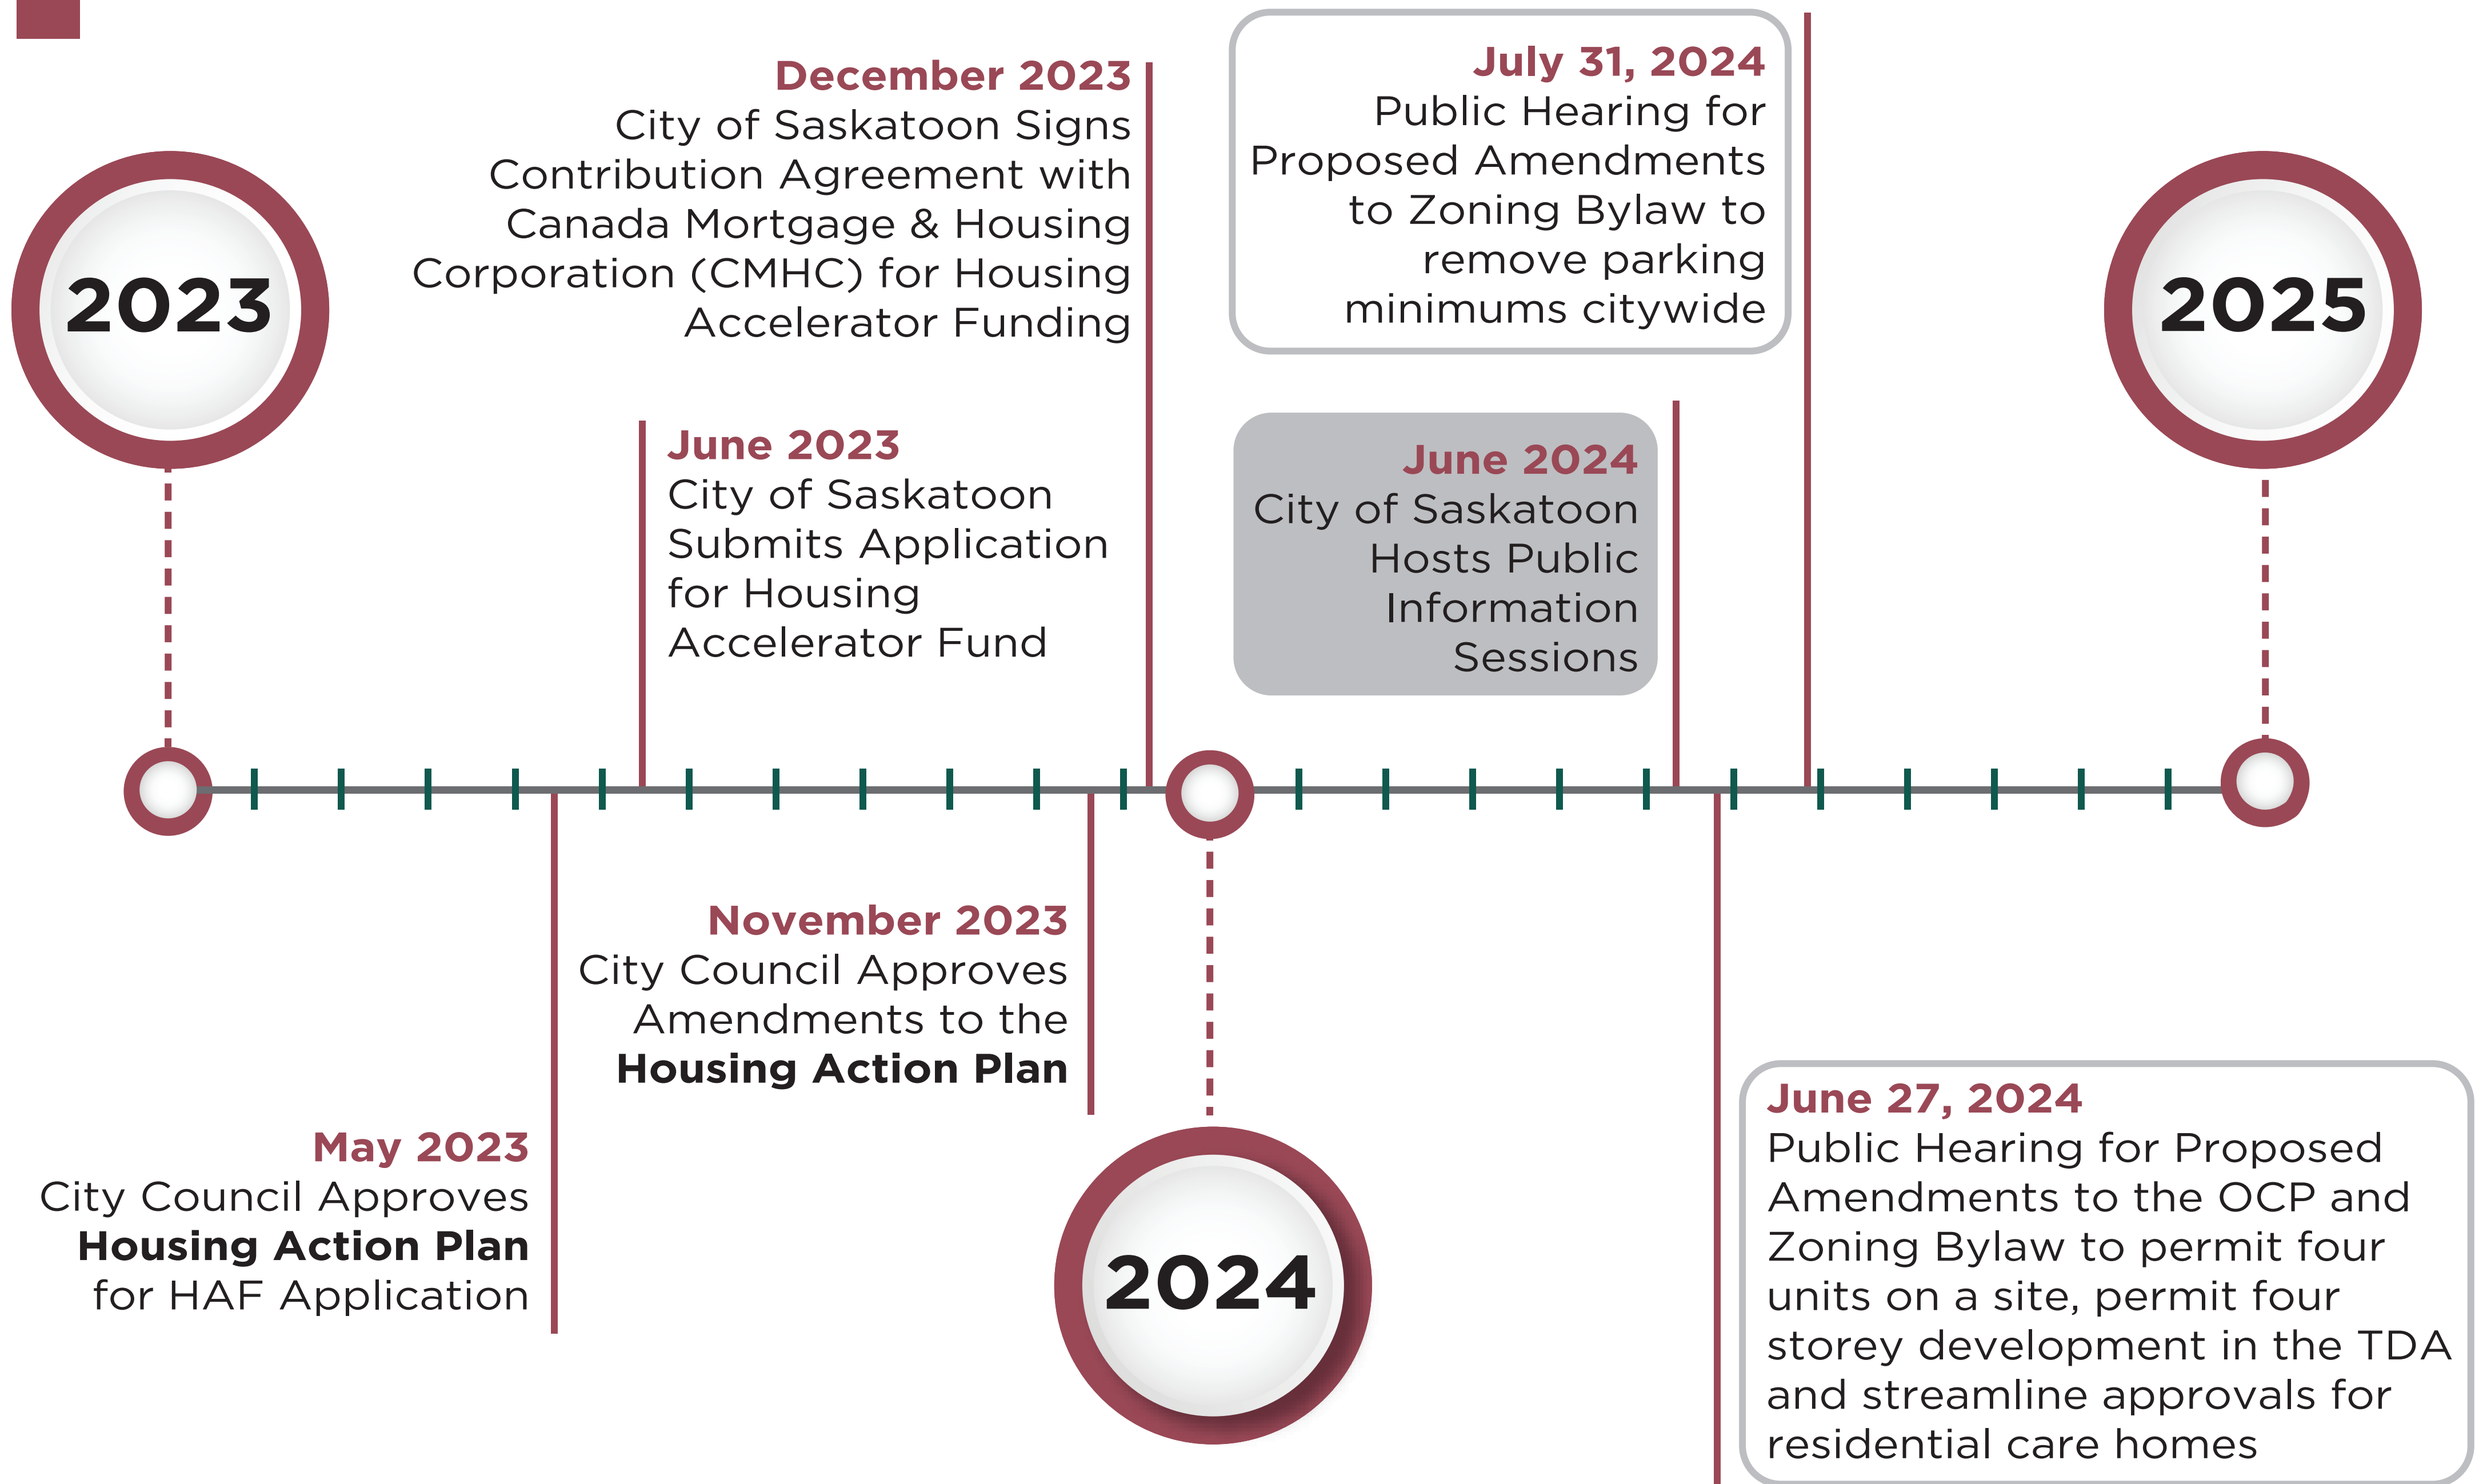 2023
December 2023
City of Saskatoon Signs
Contribution Agreement with
Canada Mortgage & Housing
Corporation (CMHC) for Housing
Accelerator Funding
July 31, 2024
Public Hearing for
Proposed Amendments
to Zoning Bylaw to
remove parking
minimums citywide
2025
June 2023
City of Saskatoon
Submits Application
for Housing
Accelerator Fund
June 2024
City of Saskatoon
Hosts Public
Information
Sessions
November 2023
City Council Approves
Amendments to the
Housing Action Plan
May 2023
City Council Approves
Housing Action Plan
for HAF Application
2024
June 27, 2024
Public Hearing for Proposed
Amendments to the OCP and
Zoning Bylaw to permit four
units on a site, permit four
storey development in the TDA
and streamline approvals for
residential care homes